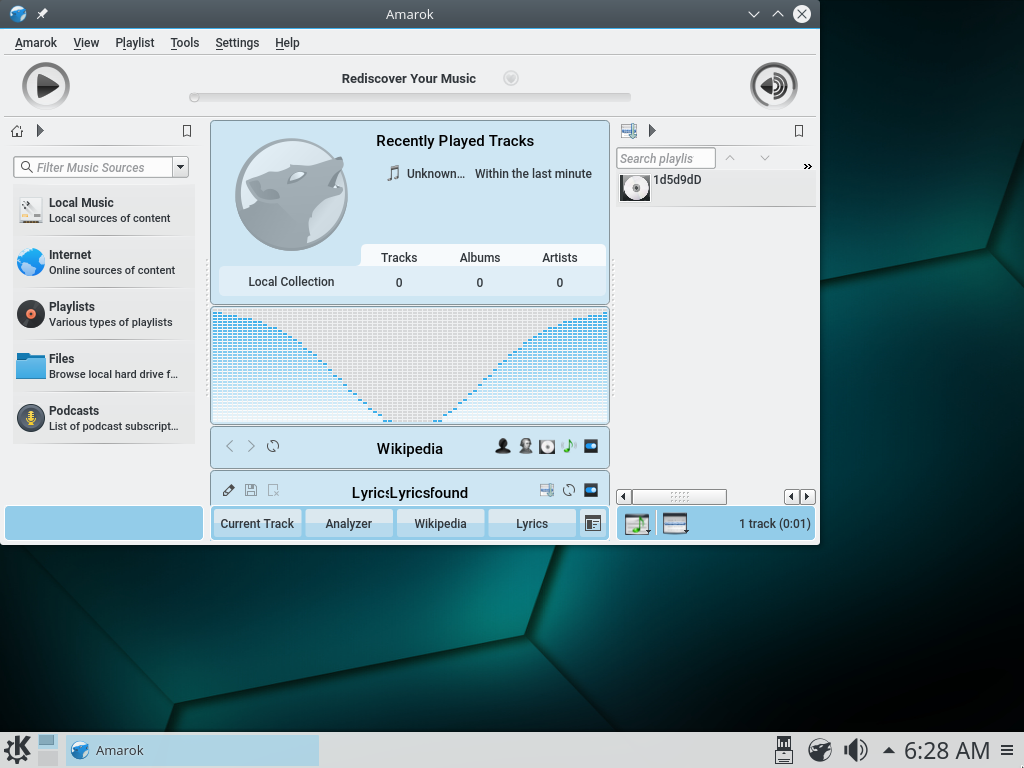 Amarok
Amarok View Playlist Tools Settings Help
Rediscover Your Music
Filter Music Sources
Local Music
Local sources of content
Internet
Online sources of content
Playlists
Various types of playlists
Files
Browse local hard drive f...
Podcasts
List of podcast subscript...
Recently Played Tracks
Unknown... Within the last minute
Tracks Albums Artists
Local Collection 0 0 0
Wikipedia
LyricsLyricsfound
Current Track Analyzer Wikipedia Lyrics
Search playlis
»
1d5d9dD
1 track (0:01)
Amarok
6:28 AM